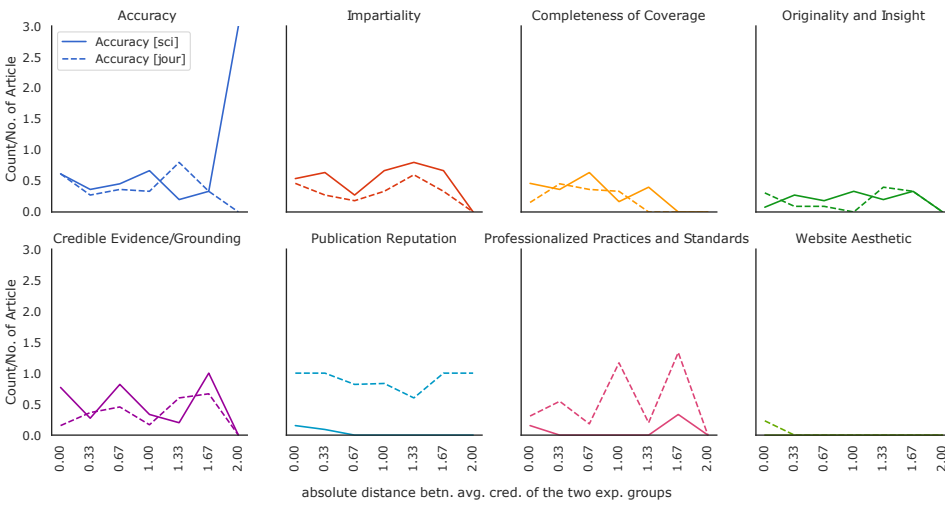 Accuracy
Impartiality
Completeness of Coverage
Originality and Insight
Count/No. of Article
3.0
2.5
2.0
1.5
1.0
0.5
0.0
Accuracy [sci]
Accuracy [jour]
Credible Evidence/Grounding
Publication Reputation
Professionalized Practices and Standards
Website Aesthetic
Count/No. of Article
3.0
2.5
2.0
1.5
1.0
0.5
0.0
0.00 0.33 0.67 1.00 1.33 1.67 2.00
0.00 0.33 0.67 1.00 1.33 1.67 2.00
0.00 0.33 0.67 1.00 1.33 1.67 2.00
0.00 0.33 0.67 1.00 1.33 1.67 2.00
absolute distance betn. avg. cred. of the two exp. groups